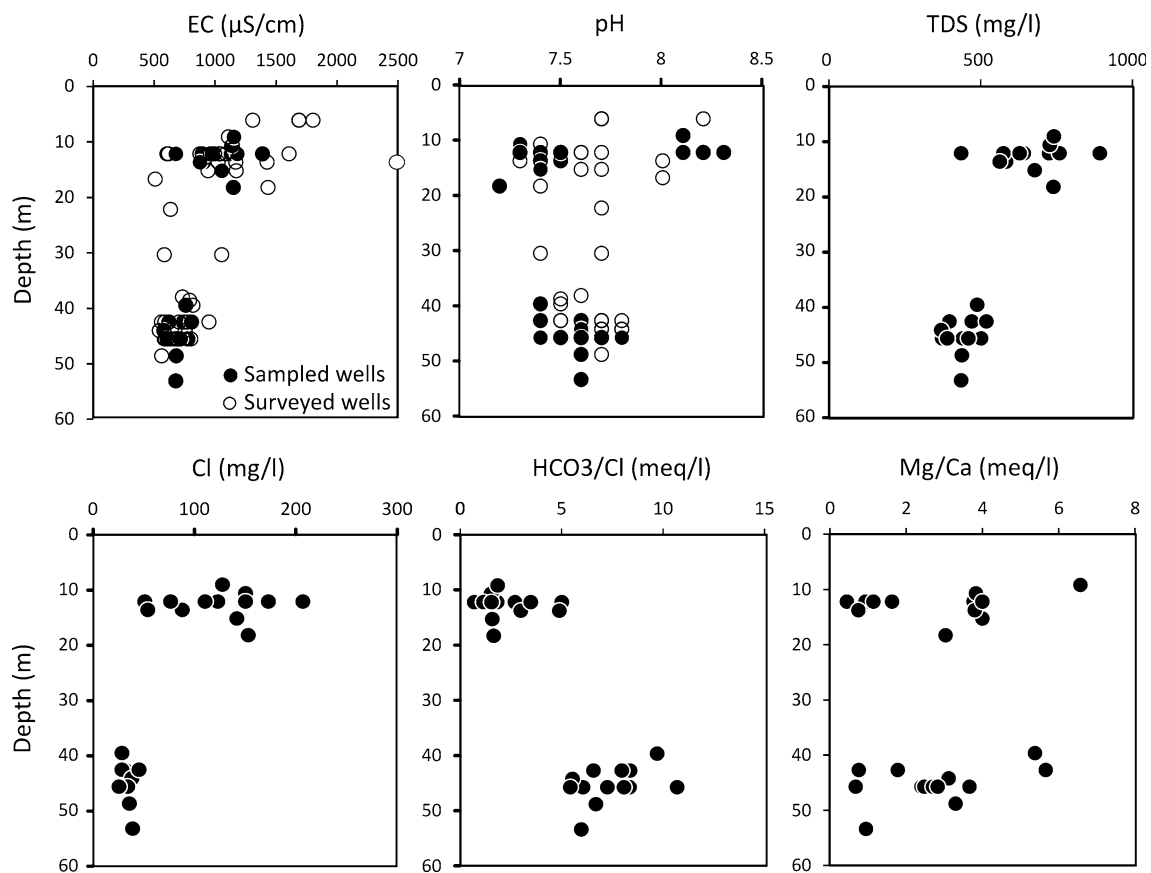 EC (µS/cm)
0 500 1000 1500 2000 2500
0
10
20
30
40
50
60
Depth (m)
Sampled wells
Surveyed wells
pH
7 7.5 8 8.5
0
10
20
30
40
50
60
TDS (mg/l)
0 500 1000
0
10
20
30
40
50
60
Cl (mg/l)
0 100 200 300
0
10
20
30
40
50
60
Depth (m)
HCO3/Cl (meq/l)
0 5 10 15
0
10
20
30
40
50
60
Mg/Ca (meq/l)
0 2 4 6 8
0
10
20
30
40
50
60